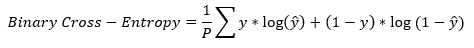 Binary Cross − Entropy = 1/P ∑ y * log(ŷ) + (1 − y) * log (1 − ŷ)